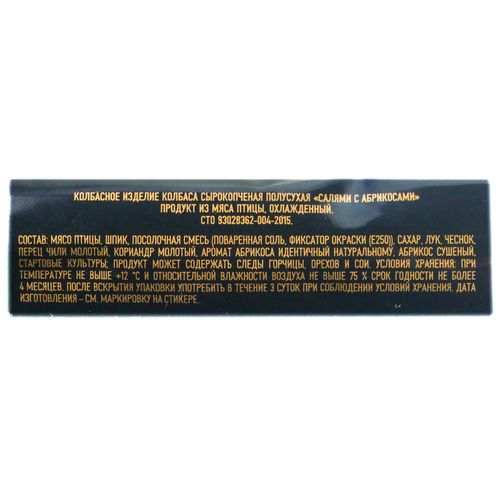 КОЛБАСНОЕ ИЗДЕЛИЕ КОЛБАСА СЫРОКОПЧЕНАЯ ПОЛУСУХАЯ «САЛЯМИ С АБРИКОСАМИ»
ПРОДУКТ ИЗ МЯСА ПТИЦЫ, ОХЛАЖДЕННЫЙ.
СТО 93028362-004-2015.
СОСТАВ: МЯСО ПТИЦЫ, ШПИК, ПОСОЛОЧНАЯ СМЕСЬ (ПОВАРЕННАЯ СОЛЬ, ФИКСАТОР ОКРАСКИ (Е250)), САХАР, ЛУК, ЧЕСНОК,
ПЕРЕЦ ЧИЛИ МОЛОТЫЙ, КОРИАНДР МОЛОТЫЙ, АРОМАТ АБРИКОСА ИДЕНТИЧНЫЙ НАТУРАЛЬНОМУ, АБРИКОС СУШЕНЫЙ,
СТАРТОВЫЕ КУЛЬТУРЫ; ПРОДУКТ МОЖЕТ СОДЕРЖАТЬ СЛЕДЫ ГОРЧИЦЫ, ОРЕХОВ И СОИ. УСЛОВИЯ ХРАНЕНИЯ: ПРИ
ТЕМПЕРАТУРЕ НЕ ВЫШЕ +12 °С И ОТНОСИТЕЛЬНОЙ ВЛАЖНОСТИ ВОЗДУХА НЕ ВЫШЕ 75 % СРОК ГОДНОСТИ НЕ БОЛЕЕ
4 МЕСЯЦЕВ. ПОСЛЕ ВСКРЫТИЯ УПАКОВКИ УПОТРЕБИТЬ В ТЕЧЕНИЕ 3 СУТОК ПРИ СОБЛЮДЕНИИ УСЛОВИЙ ХРАНЕНИЯ. ДАТА
ИЗГОТОВЛЕНИЯ – СМ. МАРКИРОВКУ НА СТИКЕРЕ.